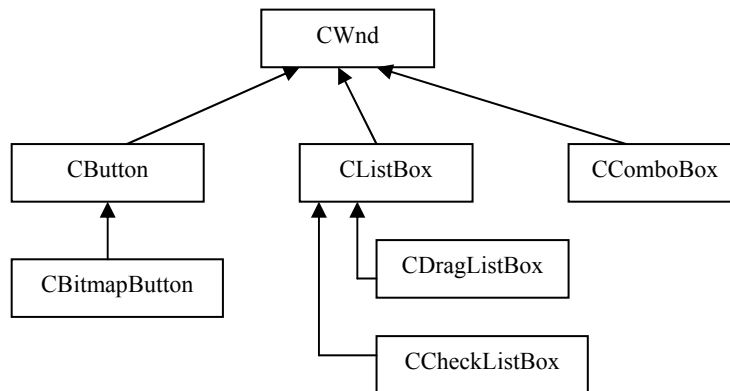 CWnd
CButton
CListBox
CComboBox
CDragListBox
CBitmapButton
CCheckListBox